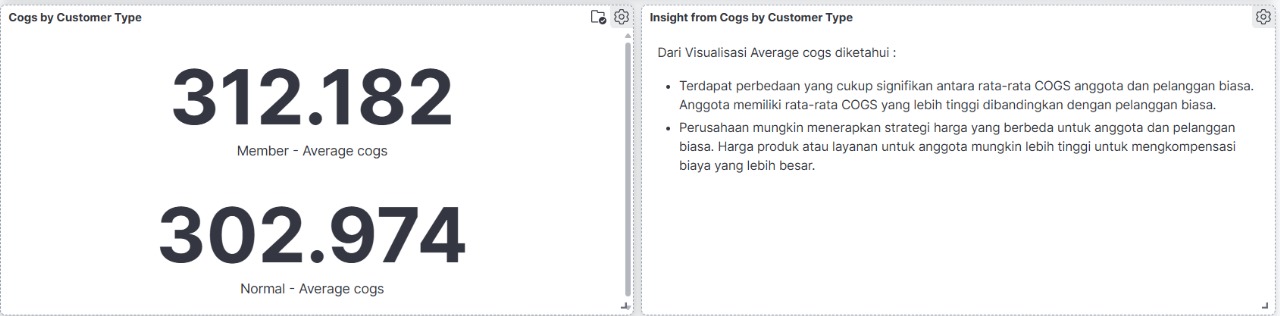 Cogs by Customer Type
312.182
Member - Average cogs
302.974
Normal - Average cogs
Insight from Cogs by Customer Type
Dari Visualisasi Average cogs diketahui :
• Terdapat perbedaan yang cukup signifikan antara rata-rata COGS anggota dan pelanggan biasa.
Anggota memiliki rata-rata COGS yang lebih tinggi dibandingkan dengan pelanggan biasa.
• Perusahaan mungkin menerapkan strategi harga yang berbeda untuk anggota dan pelanggan
biasa. Harga produk atau layanan untuk anggota mungkin lebih tinggi untuk mengkompensasi
biaya yang lebih besar.